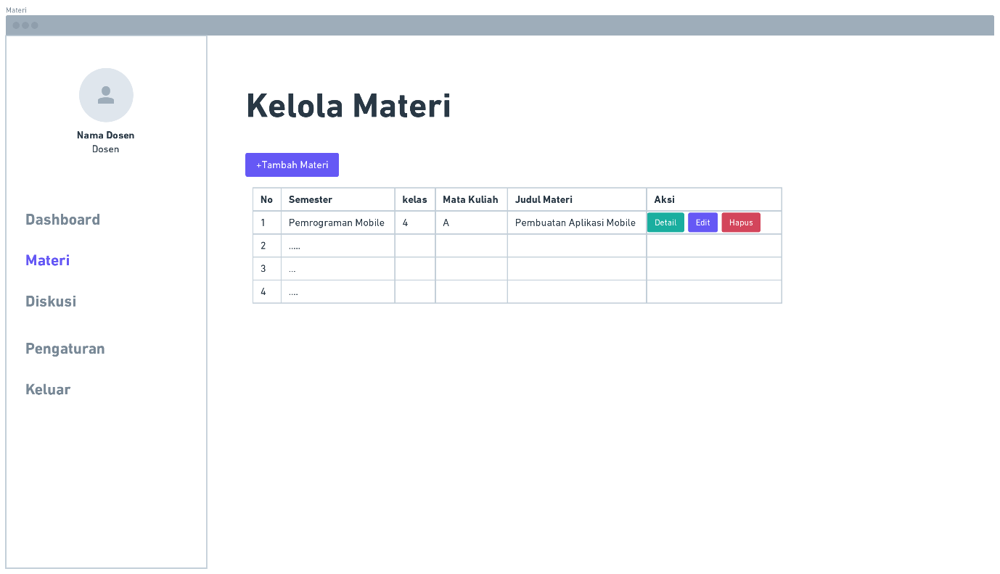 Materi
Nama Dosen
Dosen
Dashboard
Materi
Diskusi
Pengaturan
Keluar
Kelola Materi
+Tambah Materi
No Semester kelas Mata Kuliah Judul Materi Aksi
1 Pemrograman Mobile 4 A Pembuatan Aplikasi Mobile Detail Edit Hapus
2 .....
3 ...
4 ....